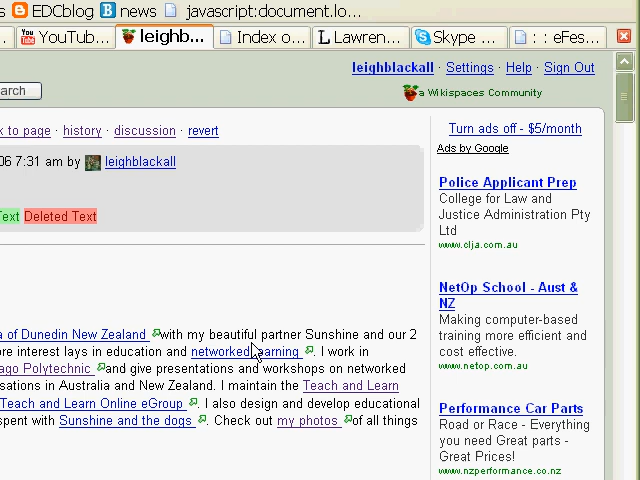 s EDCblog news javascript:document.lo...
YouTub... leighb... Index o... Lawren... Skype ... : : eFes...
leighblackall · Settings · Help · Sign Out
arch
a Wikispaces Community
k to page · history · discussion · revert
Turn ads off - $5/month
Ads by Google
06 7:31 am by leighblackall
Text Deleted Text
Police Applicant Prep
College for Law and
Justice Administration Pty
Ltd
www.clja.com.au
NetOp School - Aust &
NZ
Making computer-based
training more efficient and
cost effective.
www.netop.com.au
Performance Car Parts
Road or Race - Everything
you need Great parts -
Great Prices!
www.nzperformance.co.nz
a of Dunedin New Zealand with my beautiful partner Sunshine and our 2
ore interest lays in education and networked learning . I work in
ago Polytechnic and give presentations and workshops on networked
sations in Australia and New Zealand. I maintain the Teach and Learn
Teach and Learn Online eGroup . I also design and develop educational
spent with Sunshine and the dogs . Check out my photos of all things